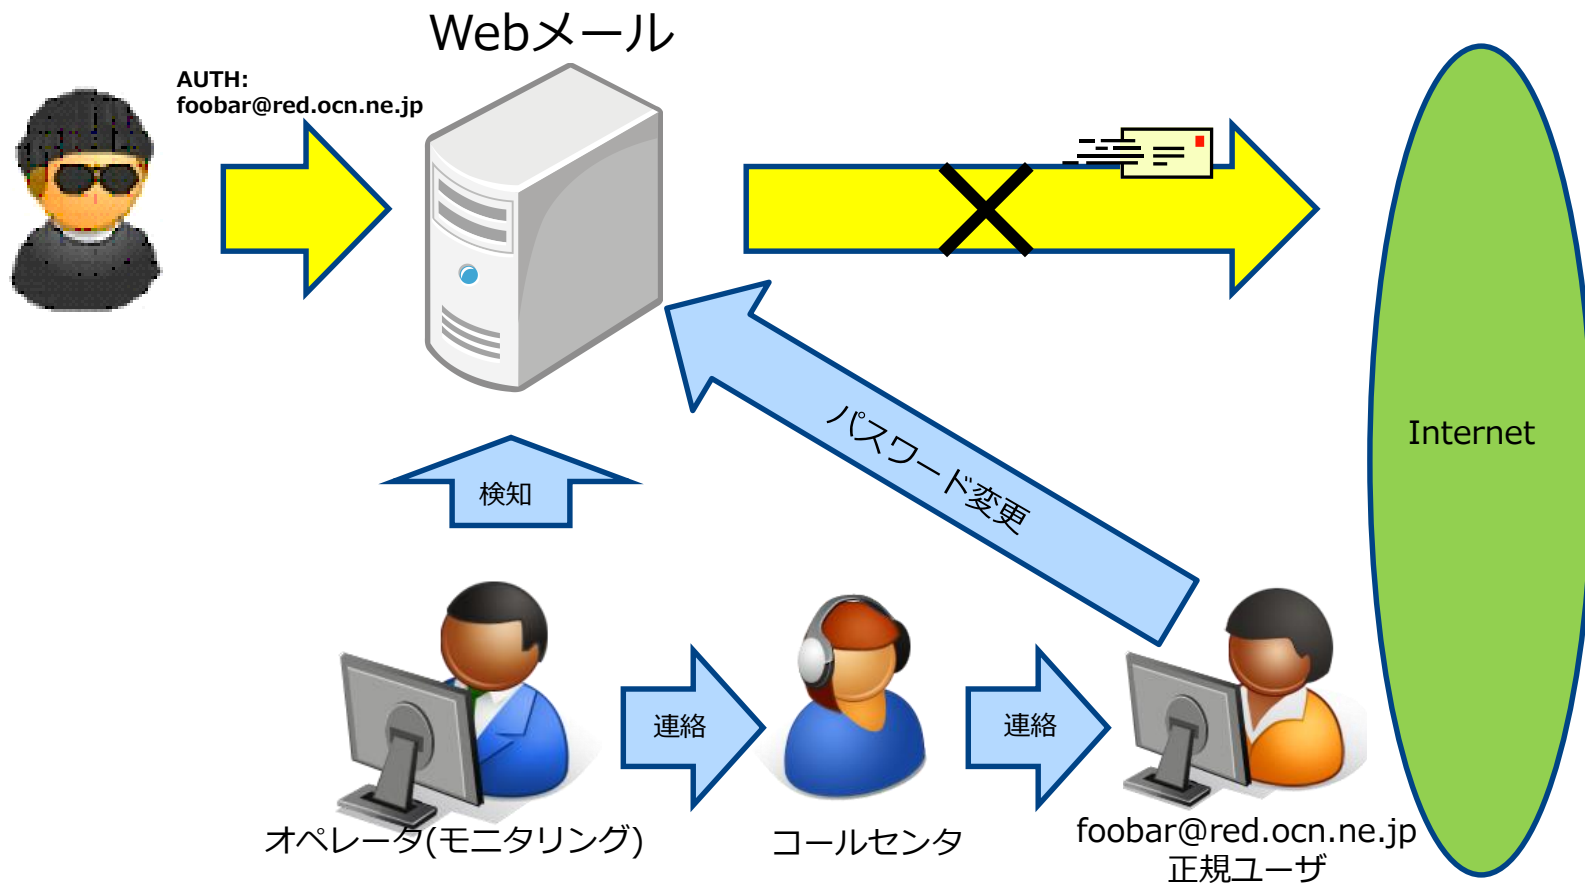 Webメール
AUTH:
foobar@red.ocn.ne.jp
Internet
パスワード変更
検知
連絡
連絡
オペレータ(モニタリング)
コールセンタ
foobar@red.ocn.ne.jp
正規ユーザ